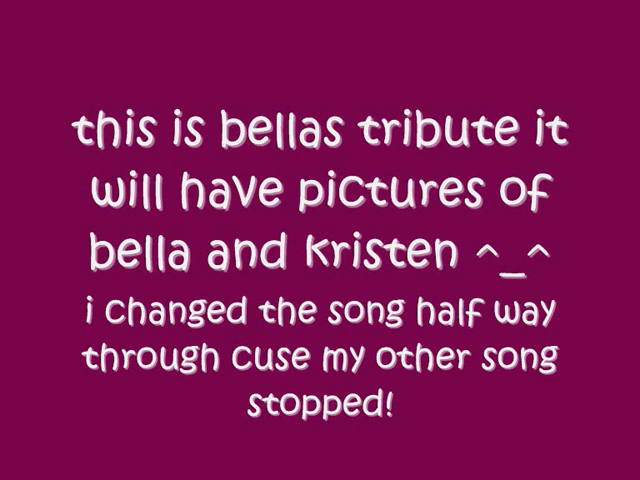 this is bellas tribute it
will have pictures of
bella and kristen ^_^
i changed the song half way
through cuse my other song
stopped!